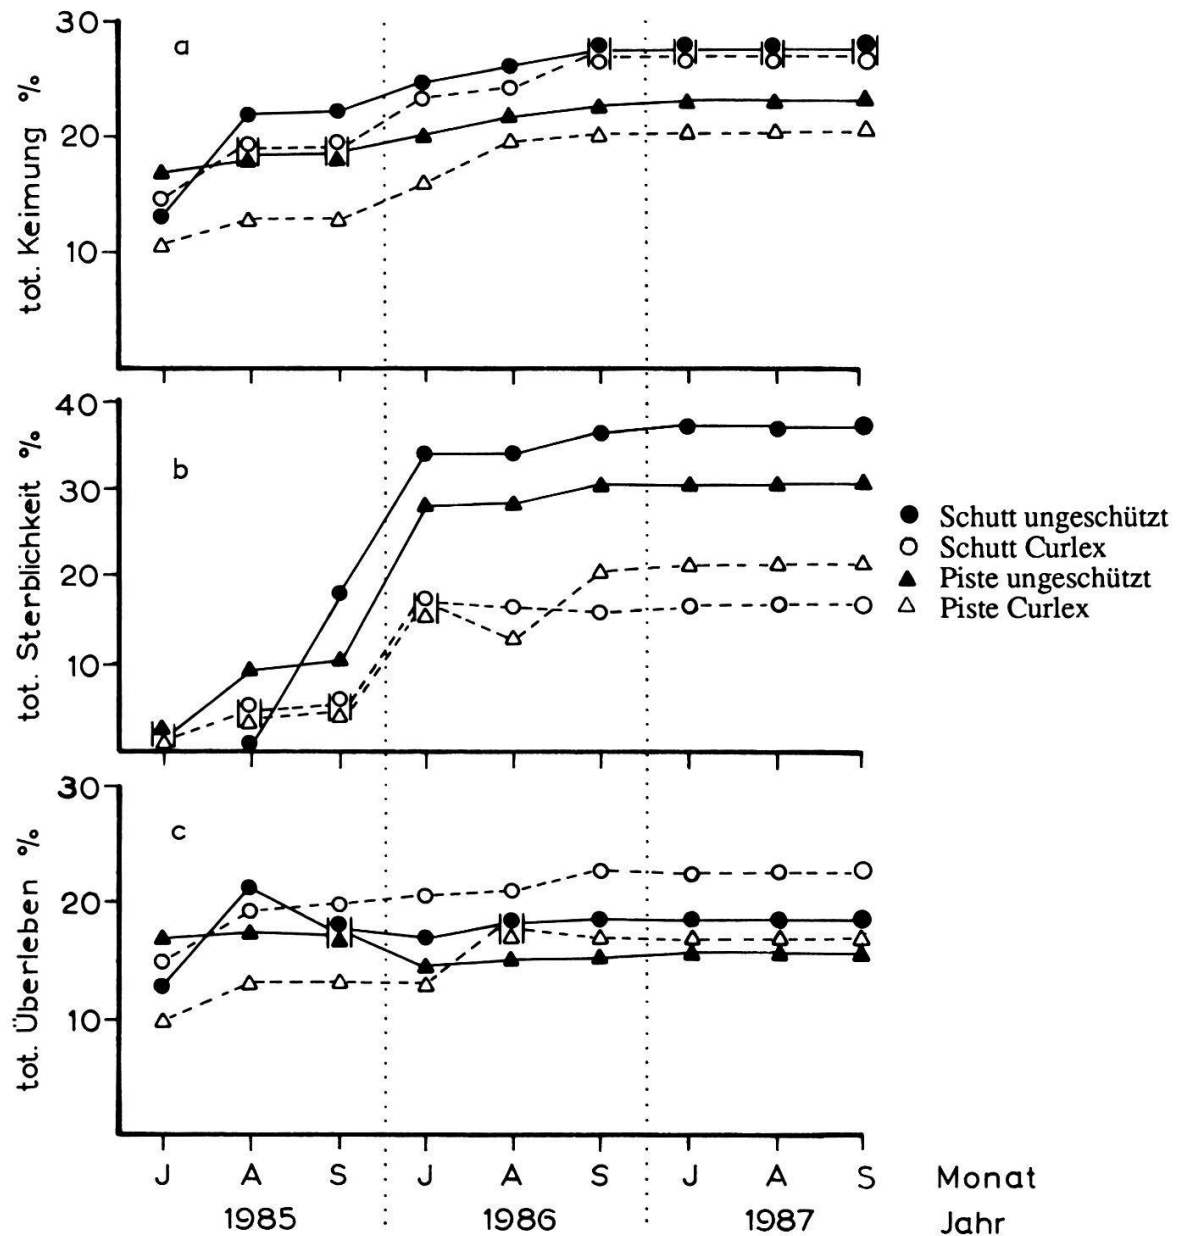 30
20
10
tot. Keimung %
a
40
30
20
10
tot. Sterblichkeit %
b
Schutt ungeschützt
Schutt Curlex
Piste ungeschützt
Piste Curlex
30
20
10
tot. Überleben %
c
J A S J A S J A S Monat
1985 1986 1987 Jahr